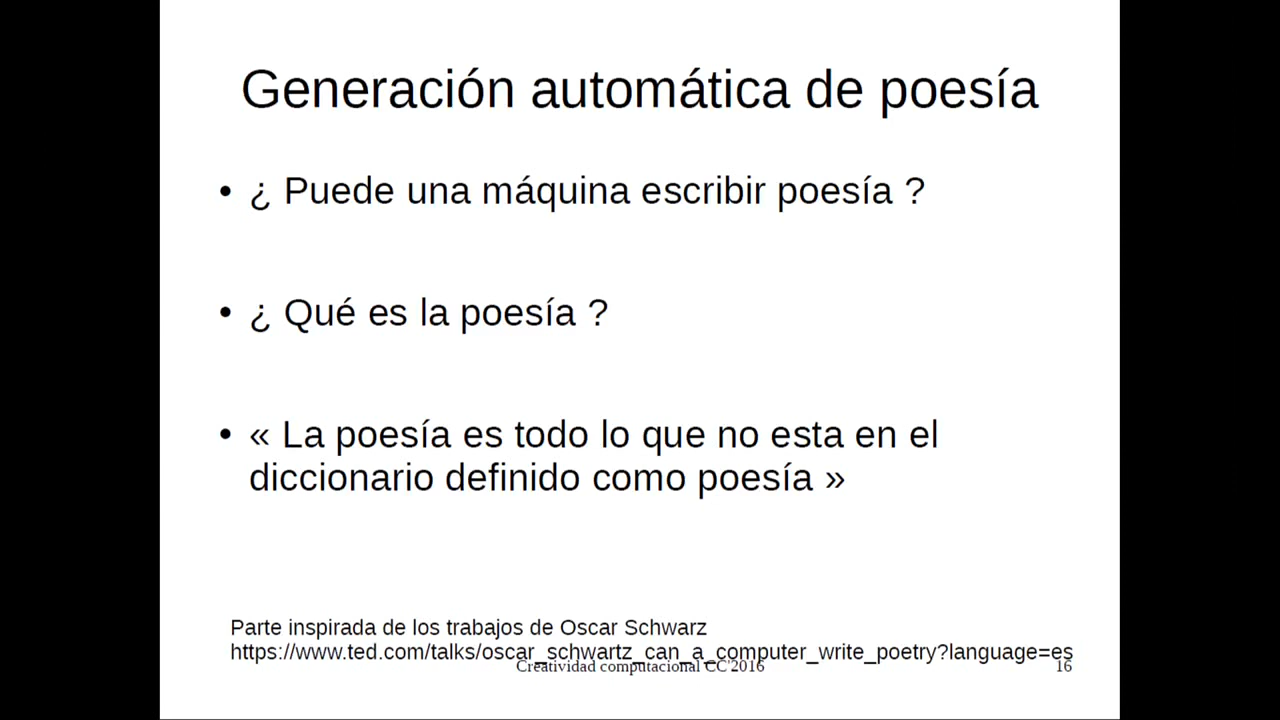 Generación automática de poesía
• ¿ Puede una máquina escribir poesía ?
• ¿ Qué es la poesía ?
• « La poesía es todo lo que no esta en el
diccionario definido como poesía »
Parte inspirada de los trabajos de Oscar Schwarz
https://www.ted.com/talks/oscar_schwartz_can_a_computer_write_poetry?language=es
Creatividad computacional CC'2016
16